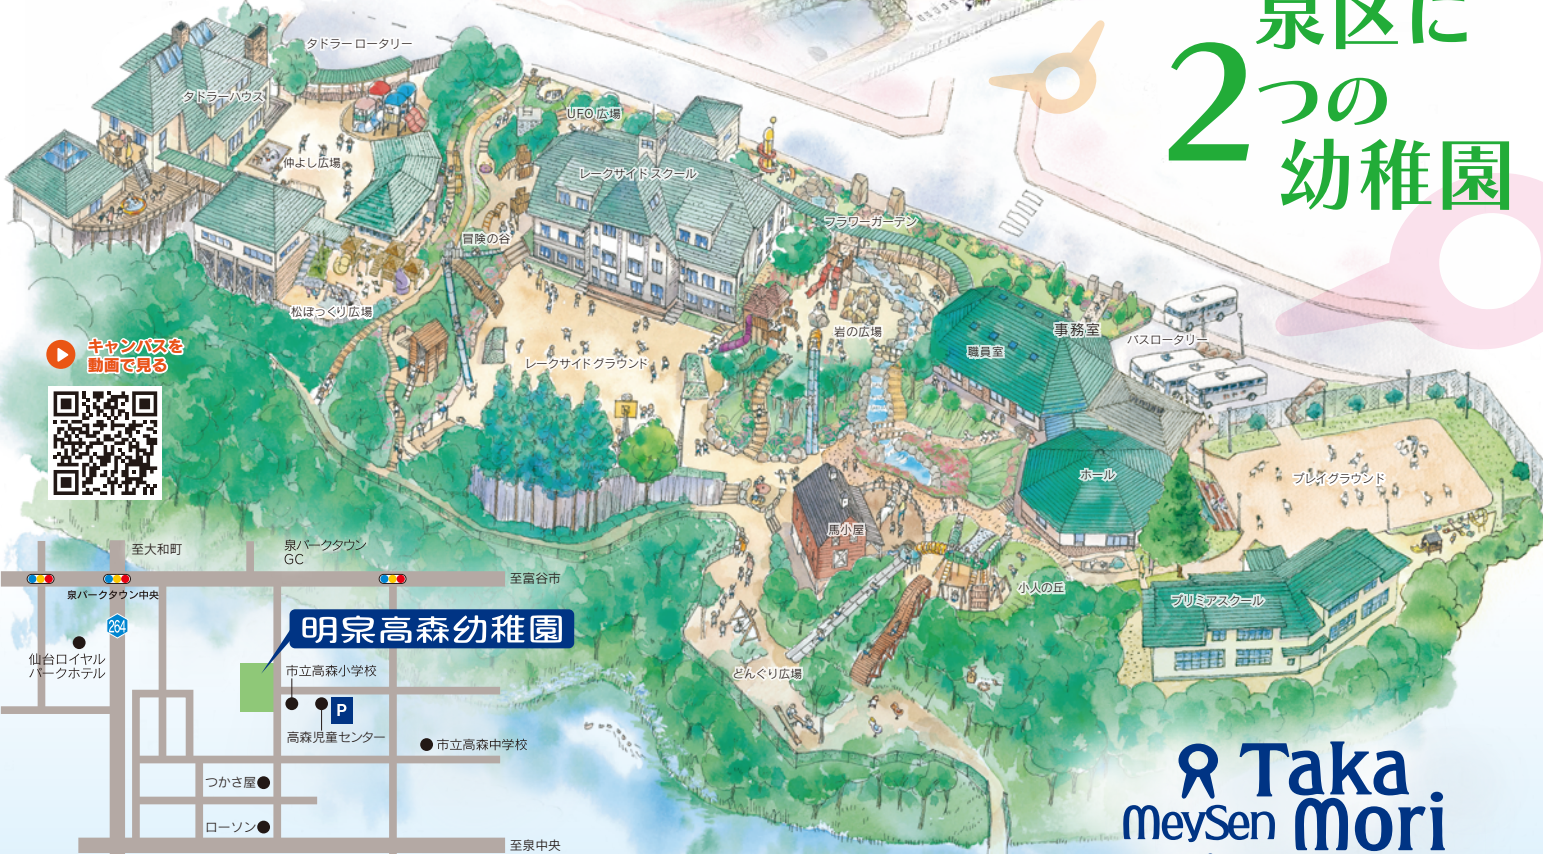 泉区に
2つの
幼稚園
タドラーロータリー
タドラーハウス
UFO広場
仲よし広場
レークサイドスクール
冒険の谷
フラワーガーデン
松ぼっくり広場
岩の広場
事務室
バスロータリー
職員室
レークサイドグラウンド
キャンパスを
動画で見る
ホール
プレイグラウンド
馬小屋
小人の丘
プリミアスクール
どんぐり広場
至大和町
泉パークタウン
GC
至富谷市
泉パークタウン中央
264
明泉高森幼稚園
仙台ロイヤル
パークホテル
市立高森小学校
P
高森児童センター
市立高森中学校
つかさ屋
ローソン
至泉中央
Taka
MeySen Mori